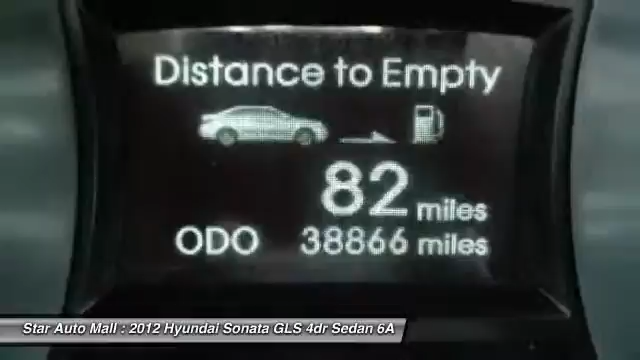 Distance to Empty
82 miles
ODO 38866 miles
Star Auto Mall : 2012 Hyundai Sonata GLS 4dr Sedan 6A